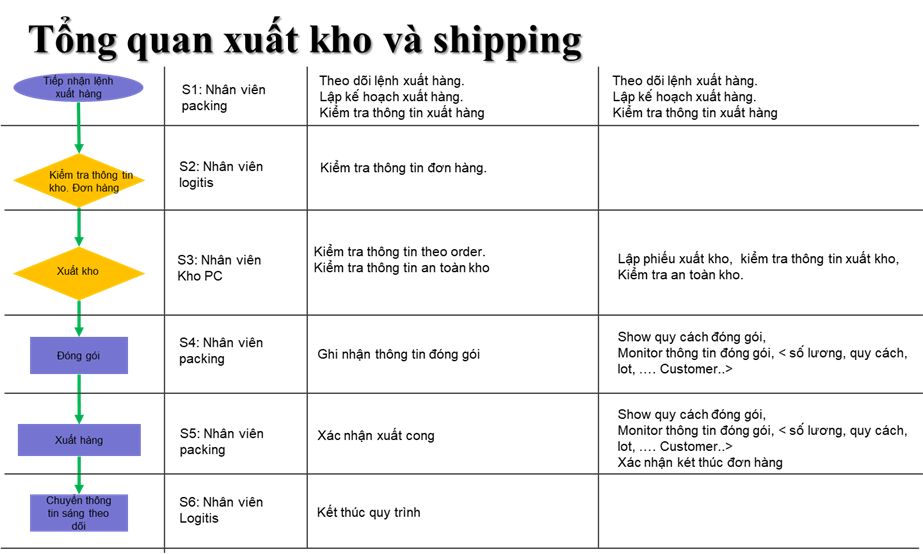 Tổng quan xuất kho và shipping
Tiếp nhận lệnh
xuất hàng
S1: Nhân viên
packing
Theo dõi lệnh xuất hàng.
Lập kế hoạch xuất hàng.
Kiểm tra thông tin xuất hàng
Theo dõi lệnh xuất hàng.
Lập kế hoạch xuất hàng.
Kiểm tra thông tin xuất hàng
Kiểm tra thông tin
kho. Đơn hàng
S2: Nhân viên
logitis
Kiểm tra thông tin đơn hàng.
Xuất kho
S3: Nhân viên
Kho PC
Kiểm tra thông tin theo order.
Kiểm tra thông tin an toàn kho
Lập phiếu xuất kho, kiểm tra thông tin xuất kho,
Kiểm tra an toàn kho.
Đóng gói
S4: Nhân viên
packing
Ghi nhận thông tin đóng gói
Show quy cách đóng gói,
Monitor thông tin đóng gói, < số lương, quy cách,
lot, …. Customer..>
Xuất hàng
S5: Nhân viên
packing
Xác nhận xuất cong
Show quy cách đóng gói,
Monitor thông tin đóng gói, < số lương, quy cách,
lot, …. Customer..>
Xác nhận két thúc đơn hàng
Chuyển thông
tin sáng theo
dõi
S6: Nhân viên
Logitis
Kết thúc quy trình